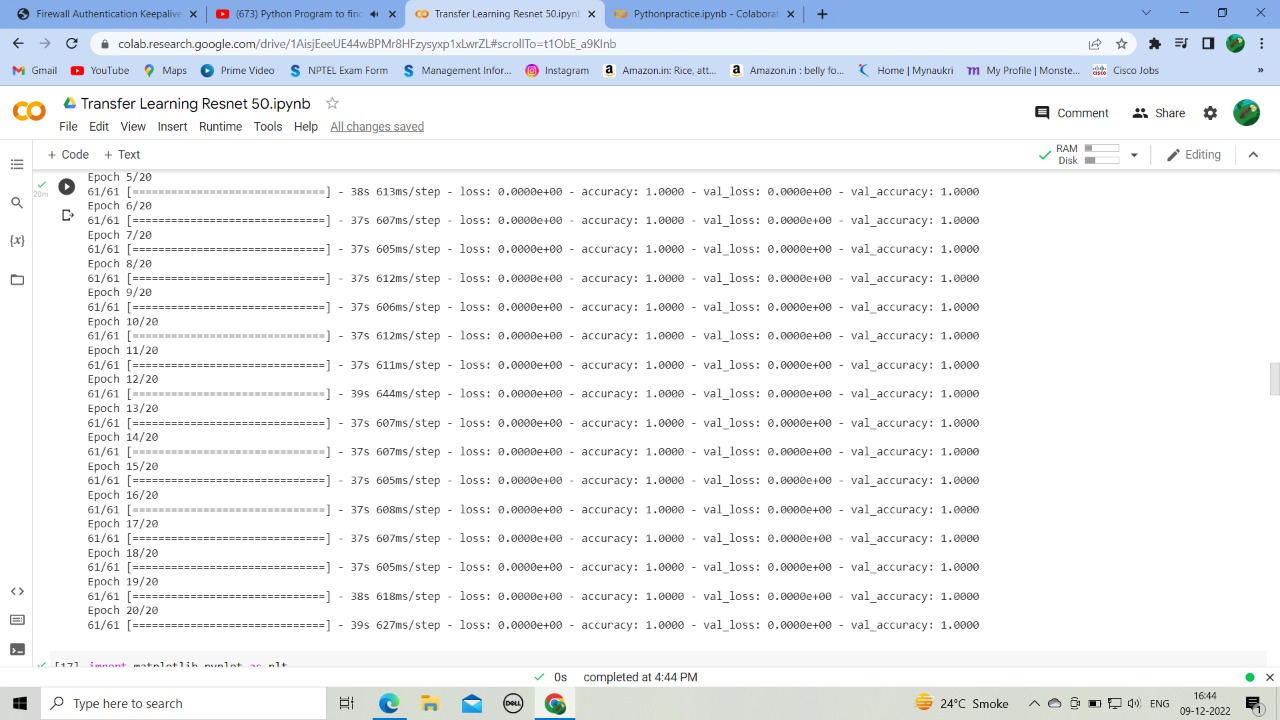 Authentication Keepalive
(673) Python Program to find
Transfer Learning Resnet 50.ipyn
Pythonpractice.ipynb - Colaborat
colab.research.google.com/drive/1AisjEeeUE44wBPMr8HFzysyxp1xLwrZL#scrollTo=t1ObE_a9KInb
Gmail YouTube Maps Prime Video NPTEL Exam Form Management Infor... Instagram Amazon.in: Rice, att... Amazon.in : belly fo... Home | Mynaukri My Profile | Monste... Cisco Jobs »
Transfer Learning Resnet 50.ipynb
Comment Share
File Edit View Insert Runtime Tools Help All changes saved
+ Code + Text
RAM
Disk
Editing
20m
Epoch 5/20
61/61 [==============================] - 38s 613ms/step - loss: 0.0000e+00 - accuracy: 1.0000 - val_loss: 0.0000e+00 - val_accuracy: 1.0000
Epoch 6/20
61/61 [==============================] - 37s 607ms/step - loss: 0.0000e+00 - accuracy: 1.0000 - val_loss: 0.0000e+00 - val_accuracy: 1.0000
Epoch 7/20
61/61 [==============================] - 37s 605ms/step - loss: 0.0000e+00 - accuracy: 1.0000 - val_loss: 0.0000e+00 - val_accuracy: 1.0000
Epoch 8/20
61/61 [==============================] - 37s 612ms/step - loss: 0.0000e+00 - accuracy: 1.0000 - val_loss: 0.0000e+00 - val_accuracy: 1.0000
Epoch 9/20
61/61 [==============================] - 37s 606ms/step - loss: 0.0000e+00 - accuracy: 1.0000 - val_loss: 0.0000e+00 - val_accuracy: 1.0000
Epoch 10/20
61/61 [==============================] - 37s 612ms/step - loss: 0.0000e+00 - accuracy: 1.0000 - val_loss: 0.0000e+00 - val_accuracy: 1.0000
Epoch 11/20
61/61 [==============================] - 37s 611ms/step - loss: 0.0000e+00 - accuracy: 1.0000 - val_loss: 0.0000e+00 - val_accuracy: 1.0000
Epoch 12/20
61/61 [==============================] - 39s 644ms/step - loss: 0.0000e+00 - accuracy: 1.0000 - val_loss: 0.0000e+00 - val_accuracy: 1.0000
Epoch 13/20
61/61 [==============================] - 37s 607ms/step - loss: 0.0000e+00 - accuracy: 1.0000 - val_loss: 0.0000e+00 - val_accuracy: 1.0000
Epoch 14/20
61/61 [==============================] - 37s 607ms/step - loss: 0.0000e+00 - accuracy: 1.0000 - val_loss: 0.0000e+00 - val_accuracy: 1.0000
Epoch 15/20
61/61 [==============================] - 37s 605ms/step - loss: 0.0000e+00 - accuracy: 1.0000 - val_loss: 0.0000e+00 - val_accuracy: 1.0000
Epoch 16/20
61/61 [==============================] - 37s 608ms/step - loss: 0.0000e+00 - accuracy: 1.0000 - val_loss: 0.0000e+00 - val_accuracy: 1.0000
Epoch 17/20
61/61 [==============================] - 37s 607ms/step - loss: 0.0000e+00 - accuracy: 1.0000 - val_loss: 0.0000e+00 - val_accuracy: 1.0000
Epoch 18/20
61/61 [==============================] - 37s 605ms/step - loss: 0.0000e+00 - accuracy: 1.0000 - val_loss: 0.0000e+00 - val_accuracy: 1.0000
Epoch 19/20
61/61 [==============================] - 38s 618ms/step - loss: 0.0000e+00 - accuracy: 1.0000 - val_loss: 0.0000e+00 - val_accuracy: 1.0000
Epoch 20/20
61/61 [==============================] - 39s 627ms/step - loss: 0.0000e+00 - accuracy: 1.0000 - val_loss: 0.0000e+00 - val_accuracy: 1.0000
[17] import matplotlib.pyplot as plt
0s completed at 4:44 PM
Type here to search
DELL
24°C Smoke
ENG
16:44
09-12-2022
1